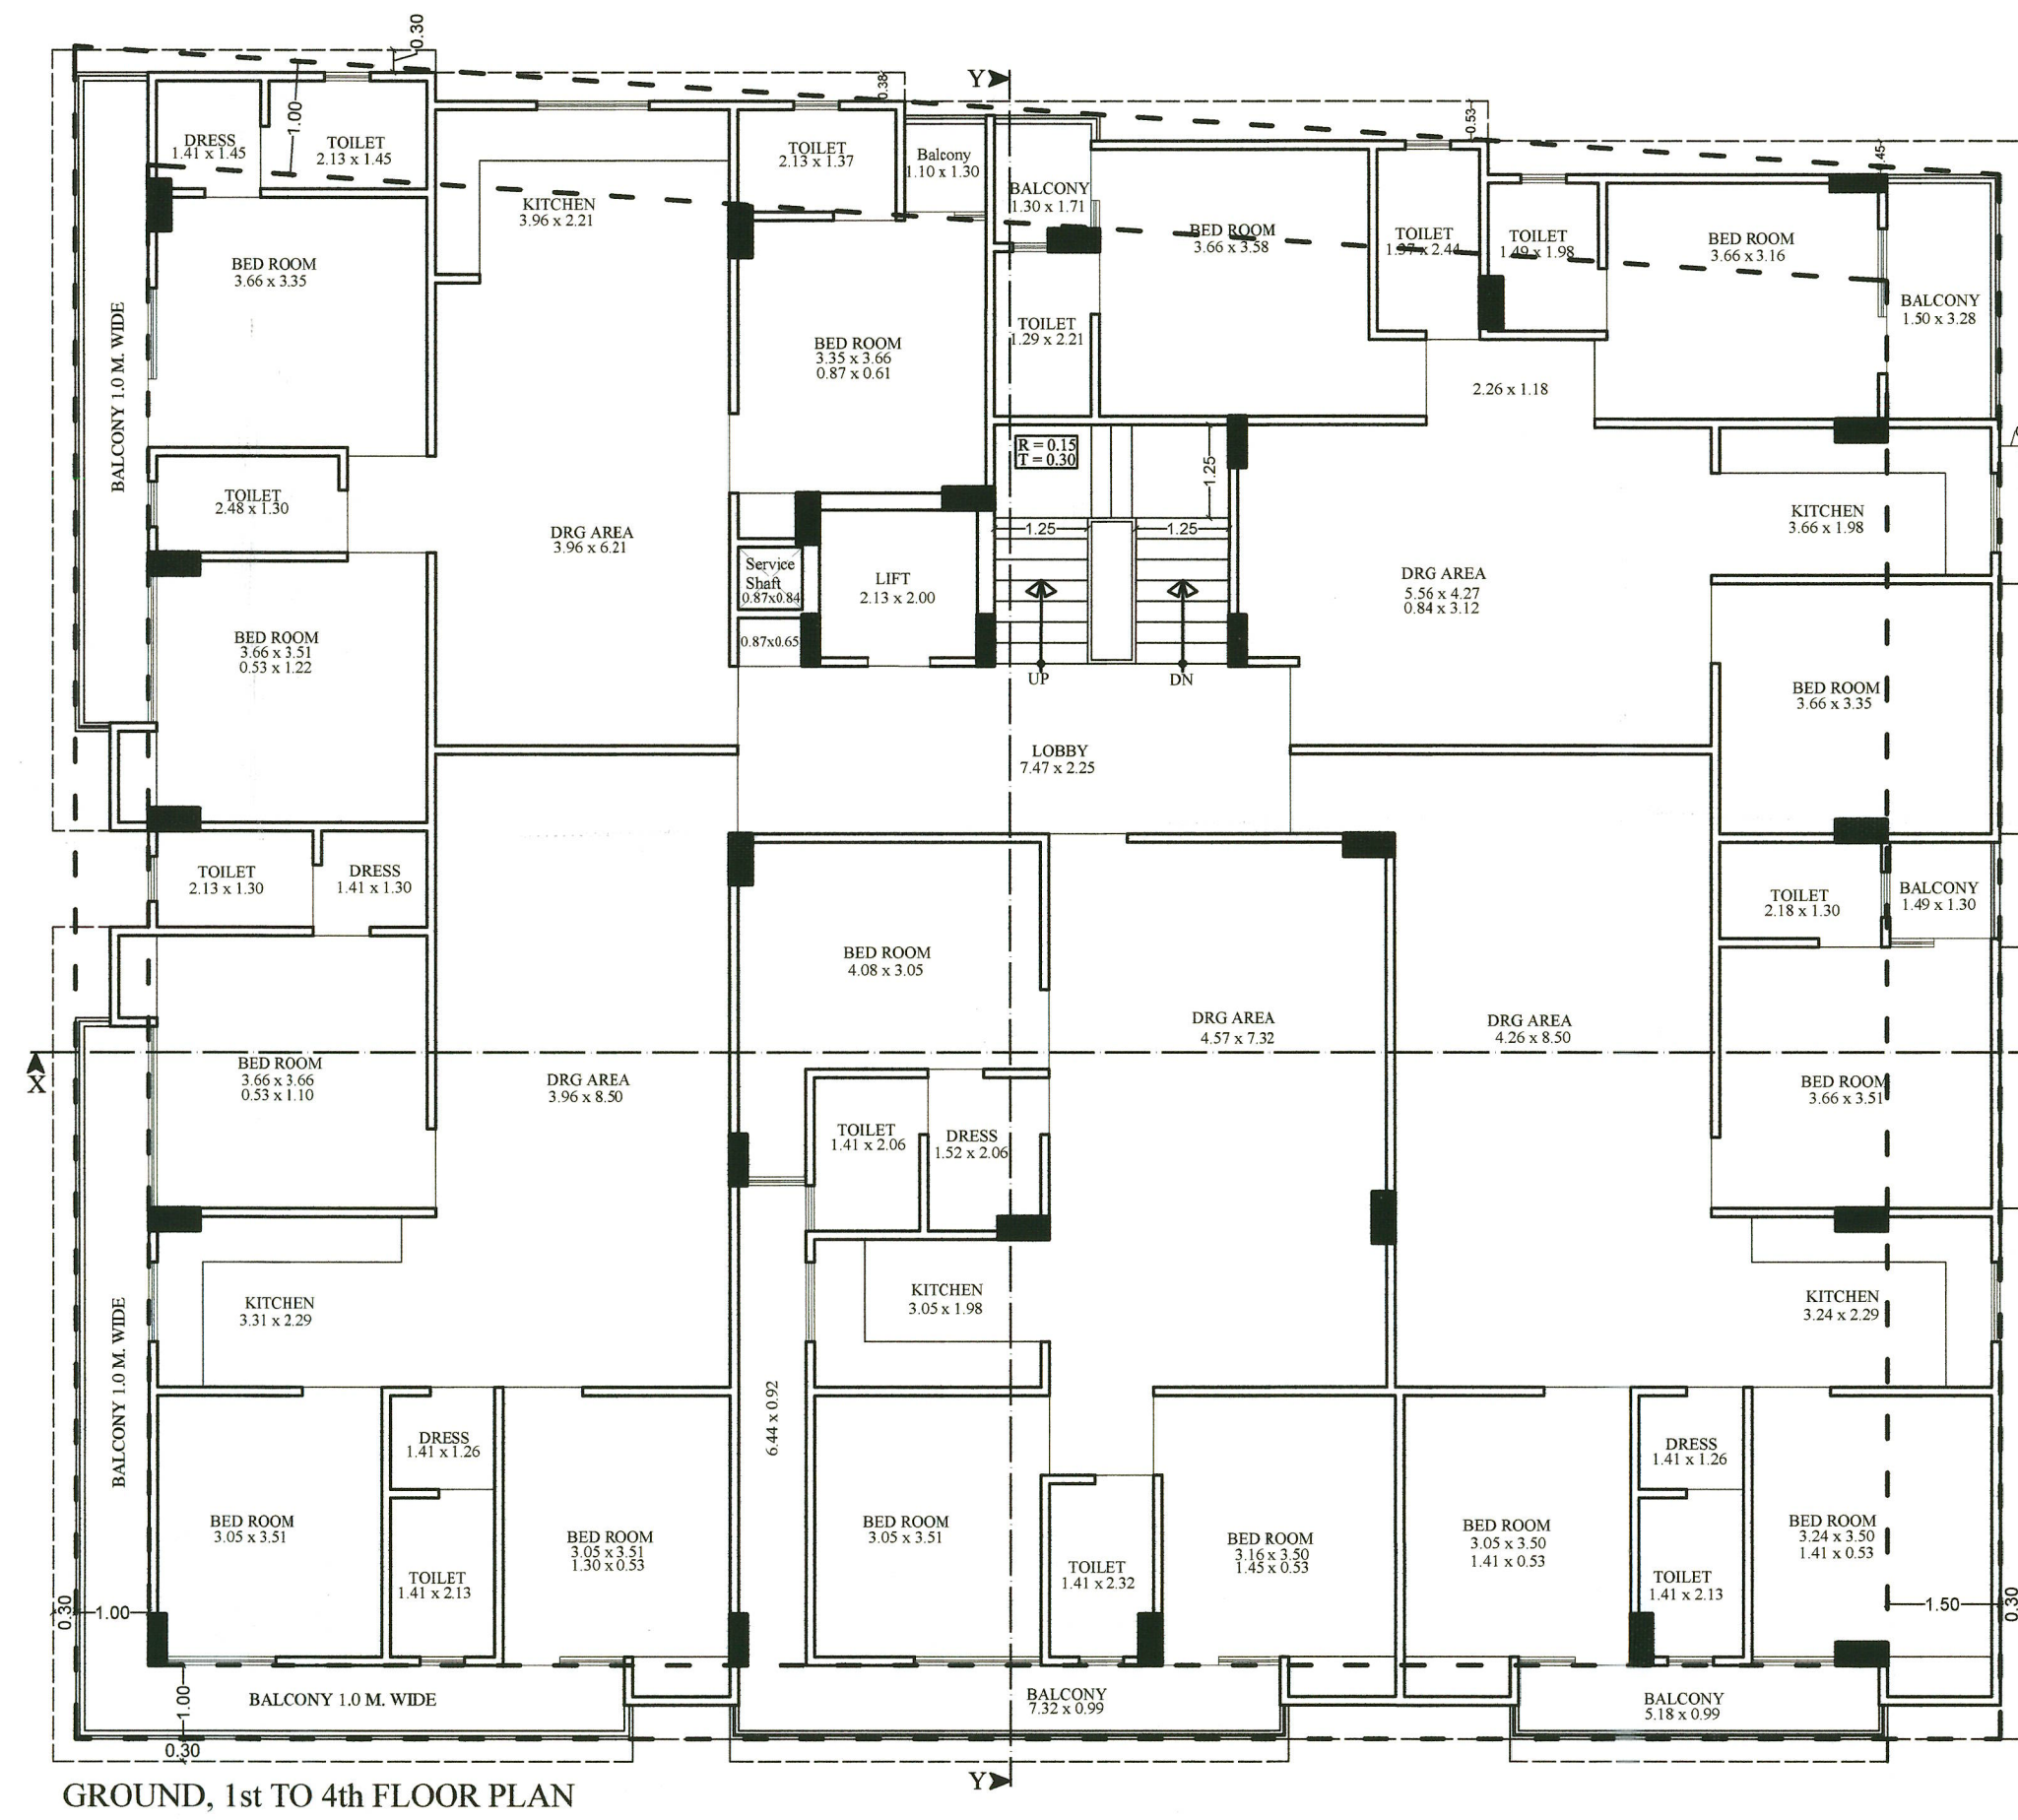 0.30
Y
0.38
0.53
.45
1.00
DRESS
1.41 x 1.45
TOILET
2.13 x 1.45
TOILET
2.13 x 1.37
Balcony
1.10 x 1.30
BALCONY
1.30 x 1.71
KITCHEN
3.96 x 2.21
BED ROOM
3.66 x 3.58
TOILET
1.37 x 2.44
TOILET
1.49 x 1.98
BED ROOM
3.66 x 3.16
BALCONY
1.50 x 3.28
BED ROOM
3.66 x 3.35
BALCONY 1.0 M. WIDE
BED ROOM
3.35 x 3.66
0.87 x 0.61
TOILET
1.29 x 2.21
2.26 x 1.18
R = 0.15
T = 0.30
1.25
1.25
1.25
TOILET
2.48 x 1.30
DRG AREA
3.96 x 6.21
KITCHEN
3.66 x 1.98
Service
Shaft
0.87x0.84
LIFT
2.13 x 2.00
DRG AREA
5.56 x 4.27
0.84 x 3.12
0.87x0.65
BED ROOM
3.66 x 3.51
0.53 x 1.22
UP
DN
BED ROOM
3.66 x 3.35
LOBBY
7.47 x 2.25
TOILET
2.13 x 1.30
DRESS
1.41 x 1.30
TOILET
2.18 x 1.30
BALCONY
1.49 x 1.30
BED ROOM
4.08 x 3.05
DRG AREA
4.57 x 7.32
DRG AREA
4.26 x 8.50
X
BED ROOM
3.66 x 3.66
0.53 x 1.10
DRG AREA
3.96 x 8.50
BED ROOM
3.66 x 3.51
TOILET
1.41 x 2.06
DRESS
1.52 x 2.06
KITCHEN
3.31 x 2.29
KITCHEN
3.05 x 1.98
KITCHEN
3.24 x 2.29
BALCONY 1.0 M. WIDE
6.44 x 0.92
DRESS
1.41 x 1.26
DRESS
1.41 x 1.26
BED ROOM
3.05 x 3.51
BED ROOM
3.05 x 3.51
1.30 x 0.53
BED ROOM
3.05 x 3.51
BED ROOM
3.16 x 3.50
1.45 x 0.53
BED ROOM
3.05 x 3.50
1.41 x 0.53
BED ROOM
3.24 x 3.50
1.41 x 0.53
TOILET
1.41 x 2.13
TOILET
1.41 x 2.32
TOILET
1.41 x 2.13
0.30
1.00
1.50
0.30
1.00
BALCONY 1.0 M. WIDE
BALCONY
7.32 x 0.99
BALCONY
5.18 x 0.99
0.30
Y
GROUND, 1st TO 4th FLOOR PLAN